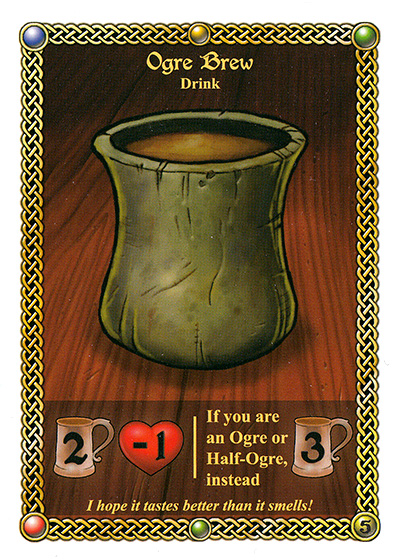 Ogre Brew
Drink
2
-1
If you are
an Ogre or
Half-Ogre,
instead
3
I hope it tastes better than it smells!
5